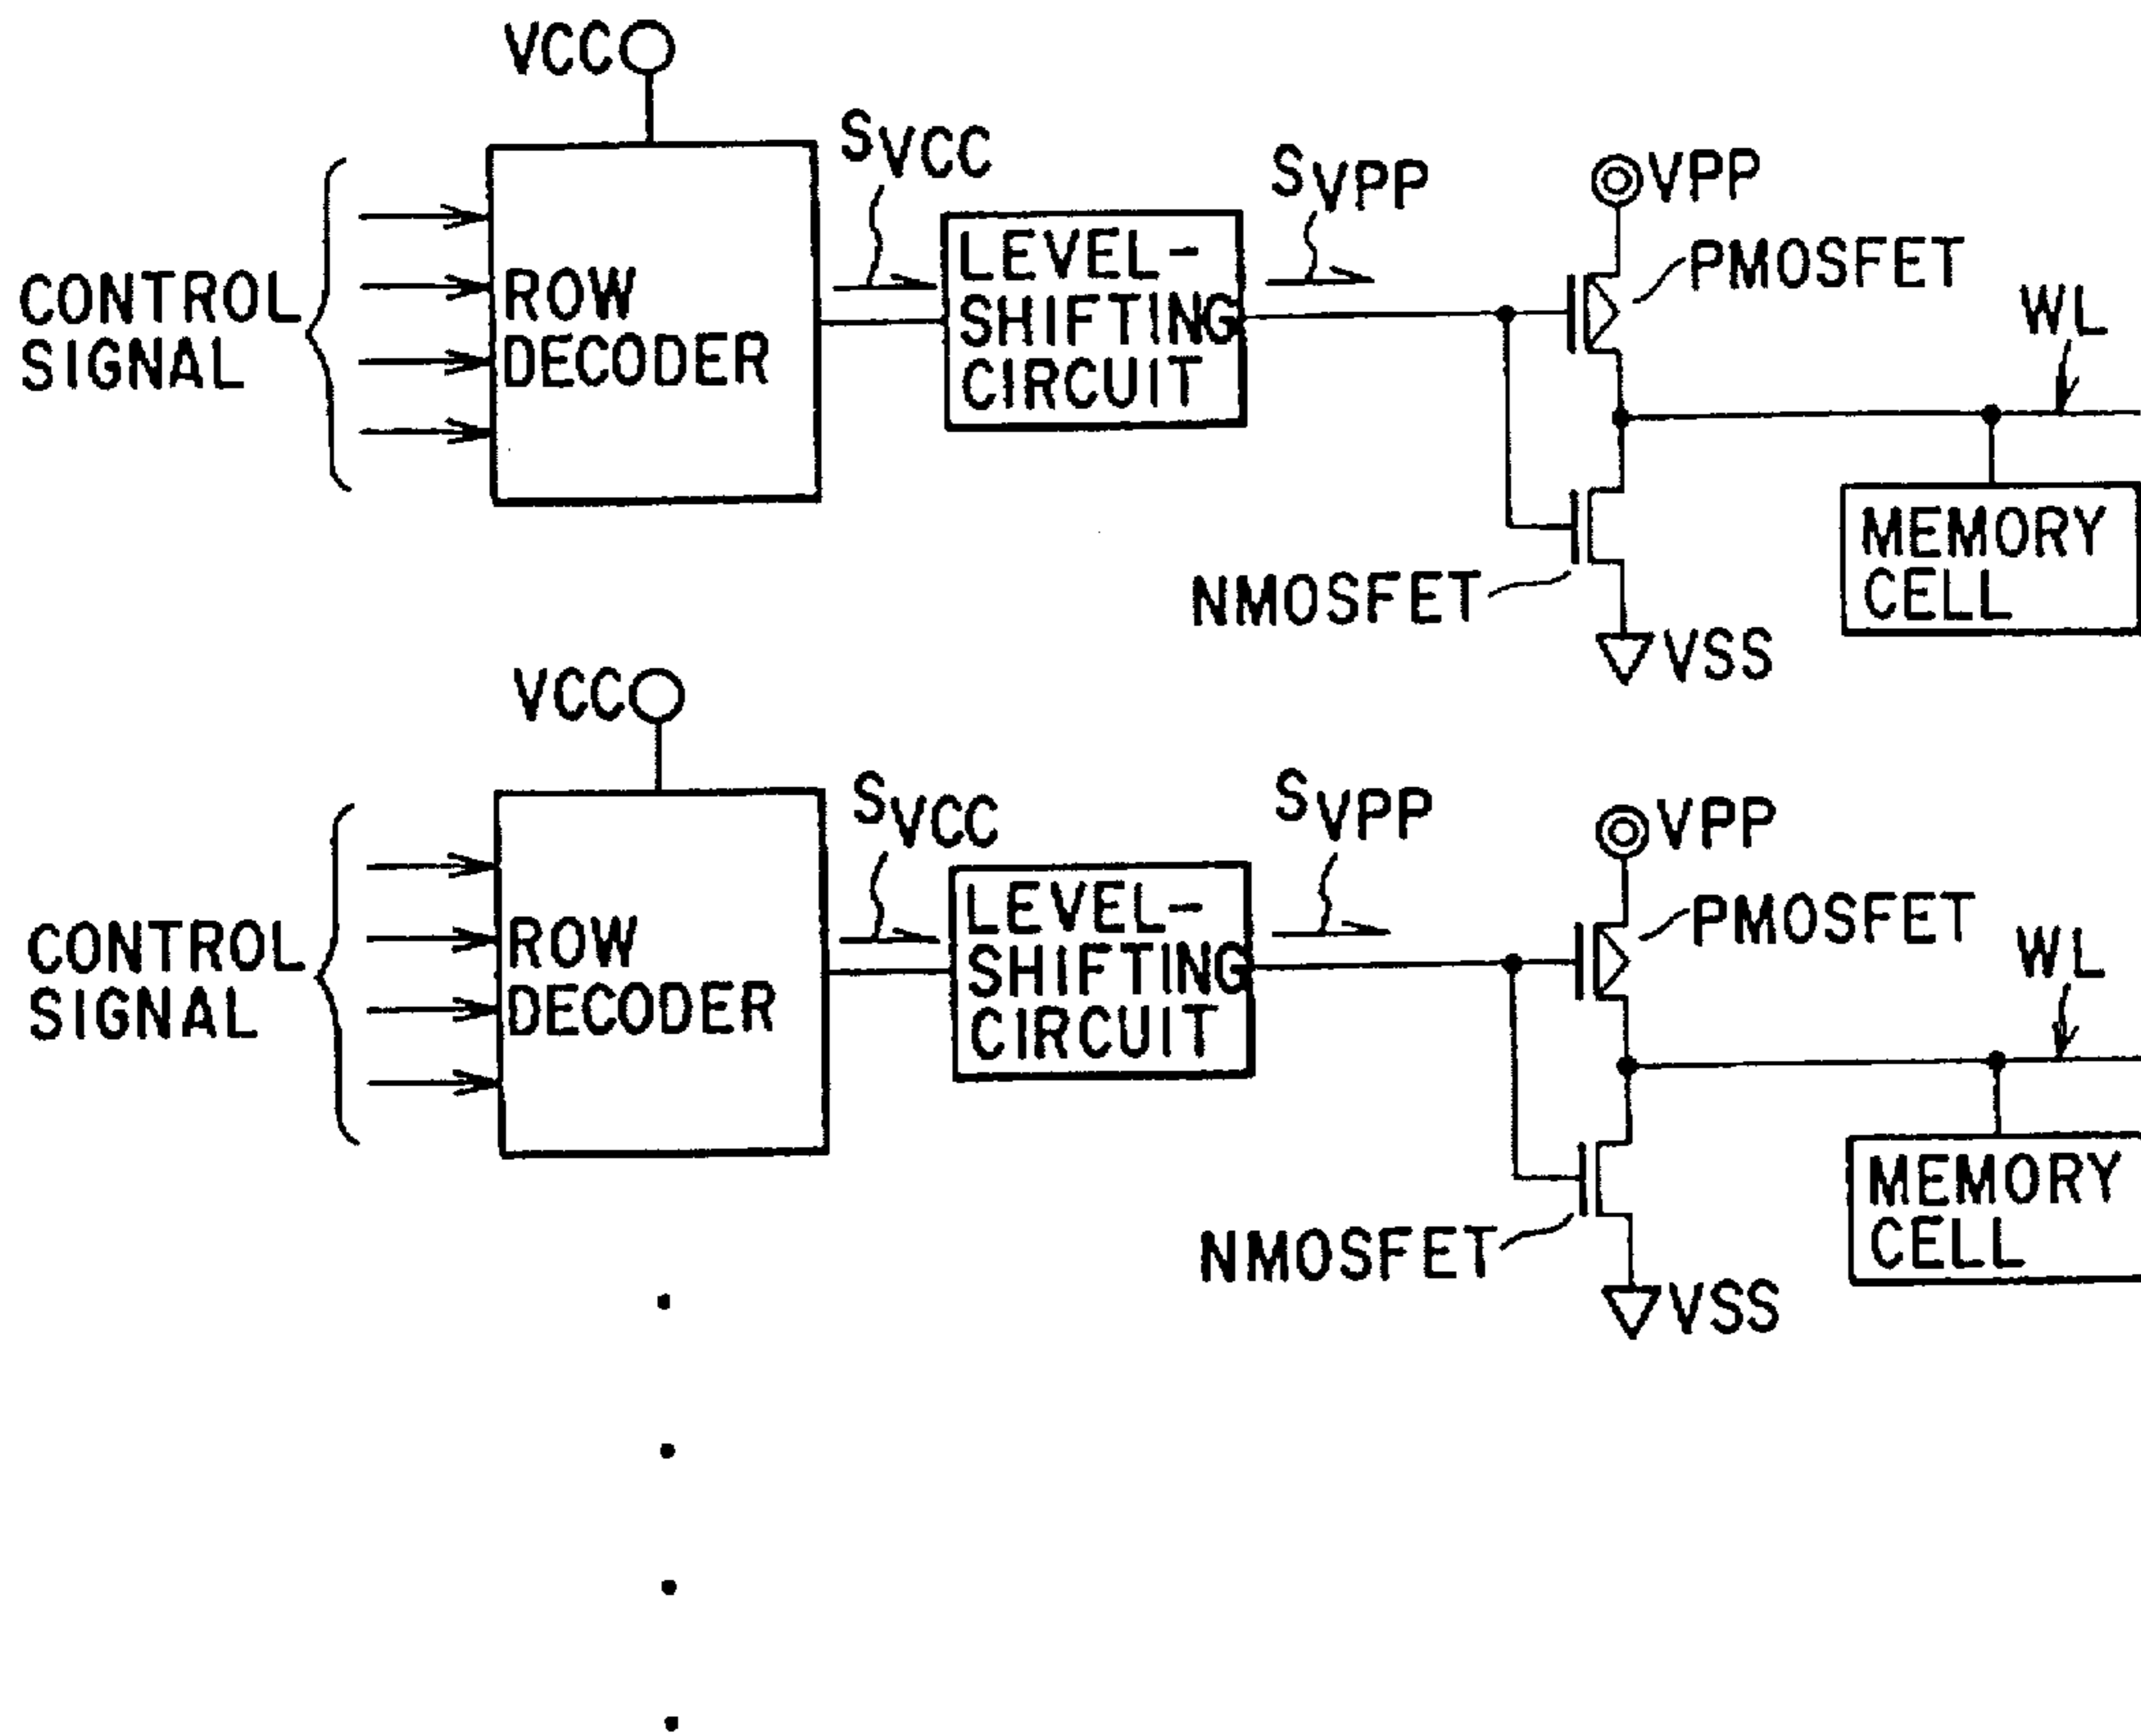 VCC
SVCC
SVPP
VPP
PMOSFET
WL
CONTROL
SIGNAL
ROW
DECODER
LEVEL-
SHIFTING
CIRCUIT
MEMORY
CELL
NMOSFET
VSS
VCC
SVCC
SVPP
VPP
PMOSFET
WL
CONTROL
SIGNAL
ROW
DECODER
LEVEL-
SHIFTING
CIRCUIT
MEMORY
CELL
NMOSFET
VSS